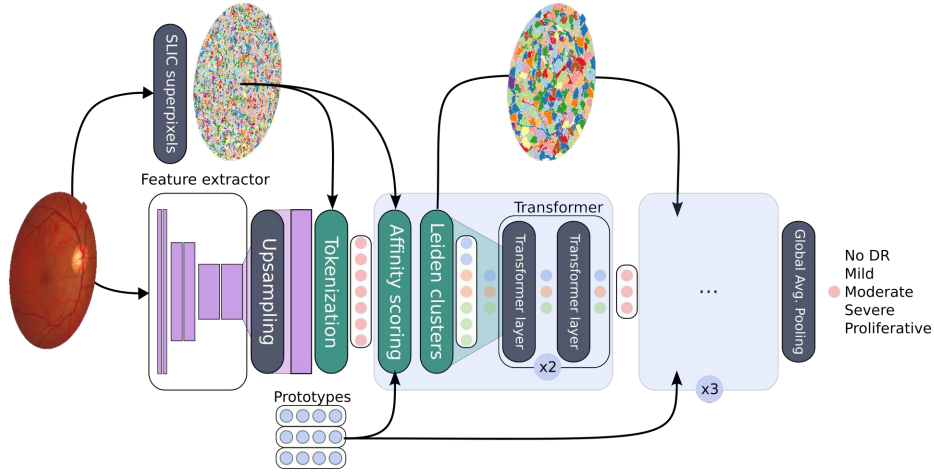 SLIC superpixels
Feature extractor
Upsampling
Tokenization
Affinity scoring
Leiden clusters
Transformer
Transformer layer
Transformer layer
x2
...
x3
Global Avg. Pooling
No DR
Mild
Moderate
Severe
Proliferative
Prototypes